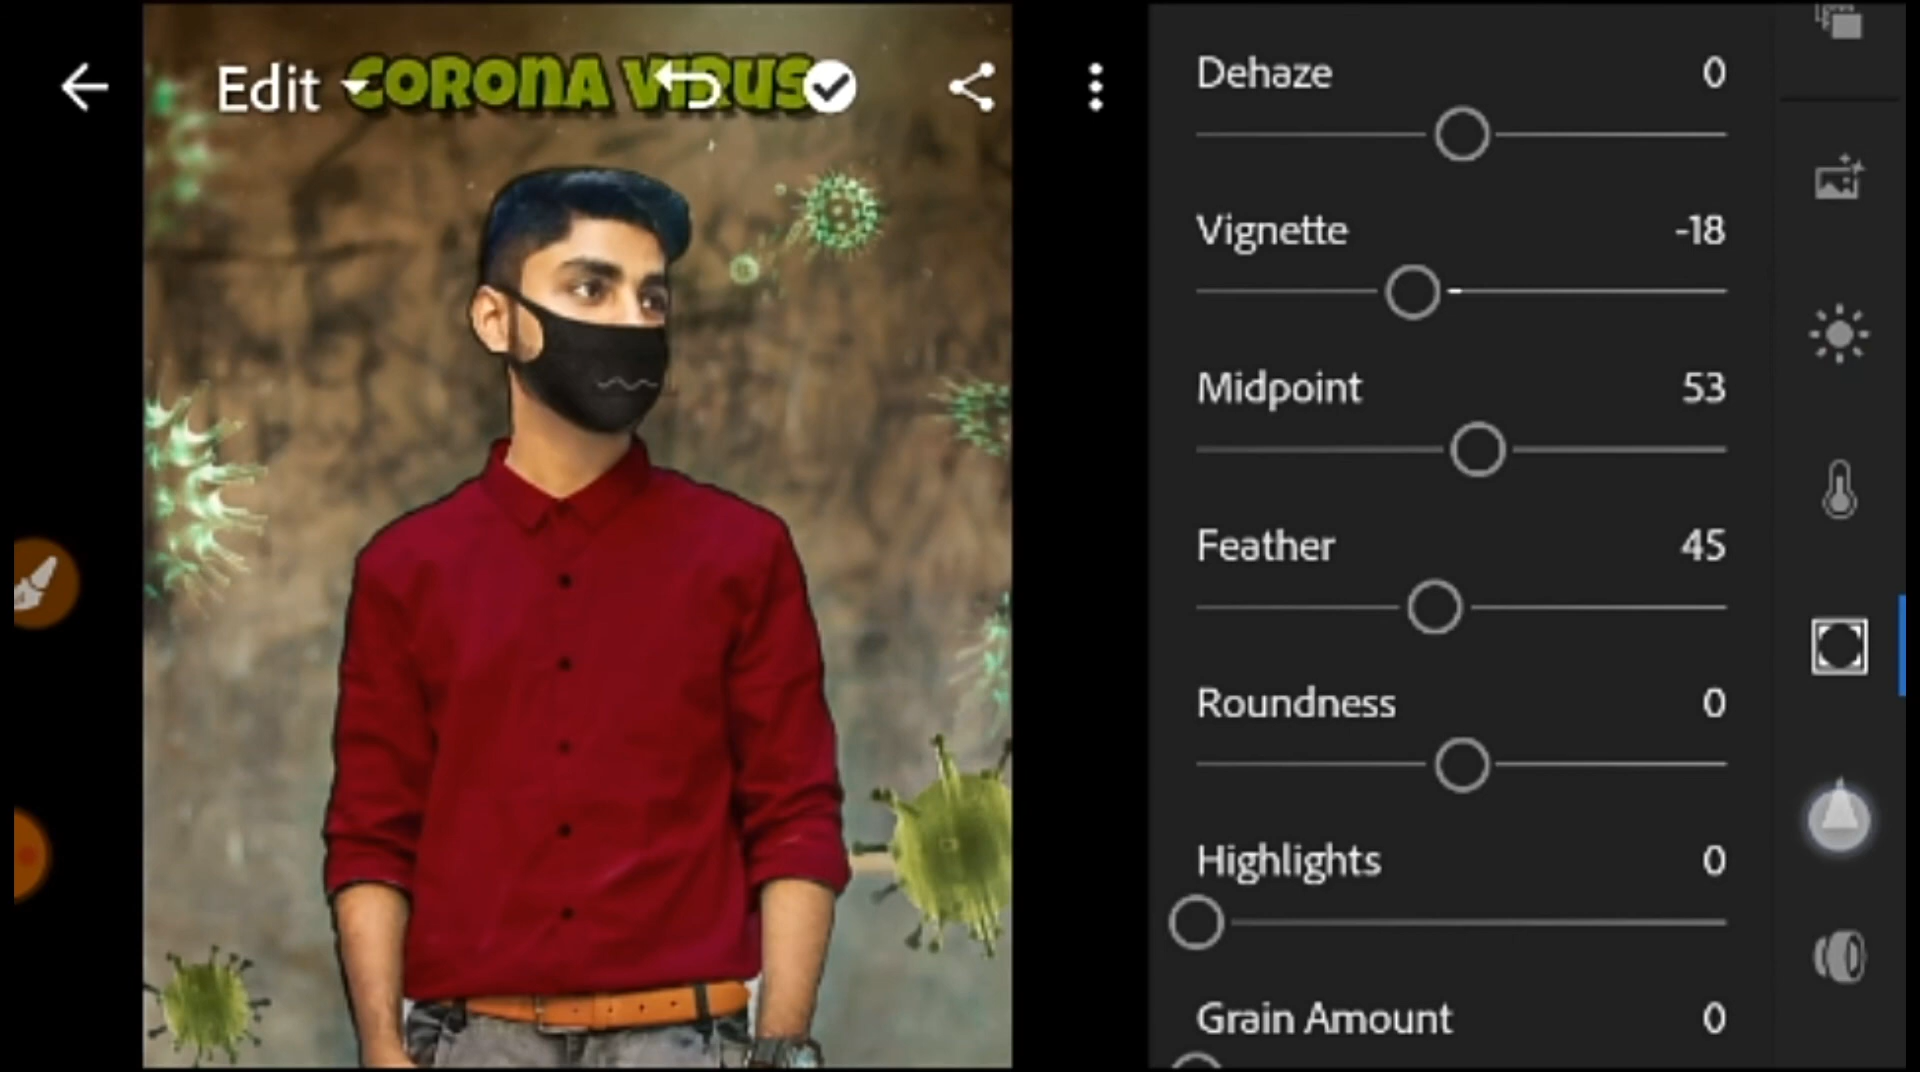 Edit
CORONA VIRUS
Dehaze 0
Vignette -18
Midpoint 53
Feather 45
Roundness 0
Highlights 0
Grain Amount 0